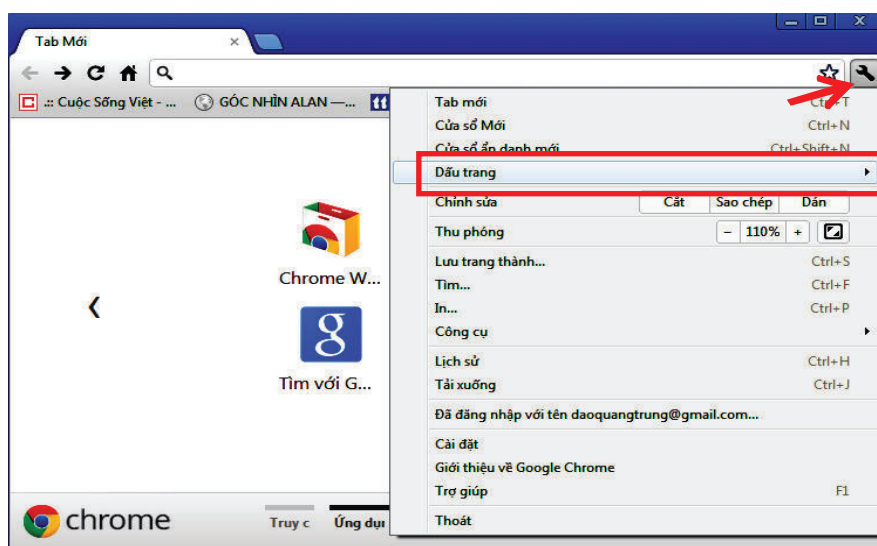 Tab Mới
.:: Cuộc Sống Việt - ...
GÓC NHÌN ALAN —...
Tab mới Ctrl+T
Cửa sổ Mới Ctrl+N
Cửa sổ ẩn danh mới Ctrl+Shift+N
Dấu trang
Chỉnh sửa Cắt Sao chép Dán
Thu phóng − 110% +
Lưu trang thành... Ctrl+S
Tìm... Ctrl+F
In... Ctrl+P
Công cụ
Lịch sử Ctrl+H
Tải xuống Ctrl+J
Đã đăng nhập với tên daoquangtrung@gmail.com...
Cài đặt
Giới thiệu về Google Chrome
Trợ giúp F1
Thoát
Chrome W...
g
Tìm với G...
chrome
Truy c
Ứng dụ